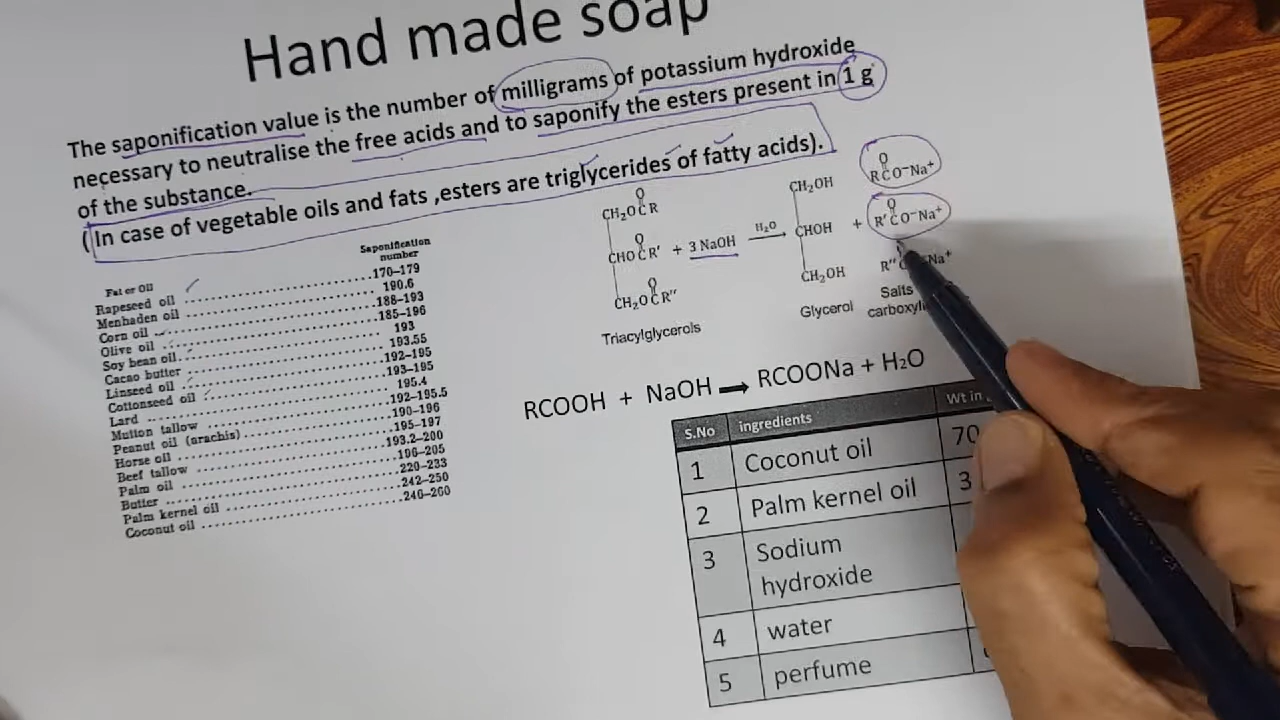 Hand made soap
The saponification value is the number of milligrams of potassium hydroxide
necessary to neutralise the free acids and to saponify the esters present in 1 g
of the substance.
( In case of vegetable oils and fats ,esters are triglycerides of fatty acids).
Fat or Oil Saponification number
Rapeseed oil 170–179
Menhaden oil 190.6
Corn oil 188–193
Olive oil 185–196
Soy bean oil 193
Cacao butter 193.55
Linseed oil 192–195
Cottonseed oil 193–195
Lard 195.4
Mutton tallow 192–195.5
Peanut oil (arachis) 190–196
Horse oil 195–197
Beef tallow 193.2–200
Palm oil 196–205
Butter 220–233
Palm kernel oil 242–250
Coconut oil 246–260
O
CH₂OCR
O
CHOCR′ + 3 NaOH
O
CH₂OCR″
Triacylglycerols
H₂O
CH₂OH
CHOH +
CH₂OH
Glycerol
O
RCO⁻Na⁺
O
R′CO⁻Na⁺
R″C Na⁺
Salts
RCOOH + NaOH → RCOONa + H₂O
S.No ingredients Wt in
1 Coconut oil 70
2 Palm kernel oil 3
3 Sodium
hydroxide
4 water
5 perfume